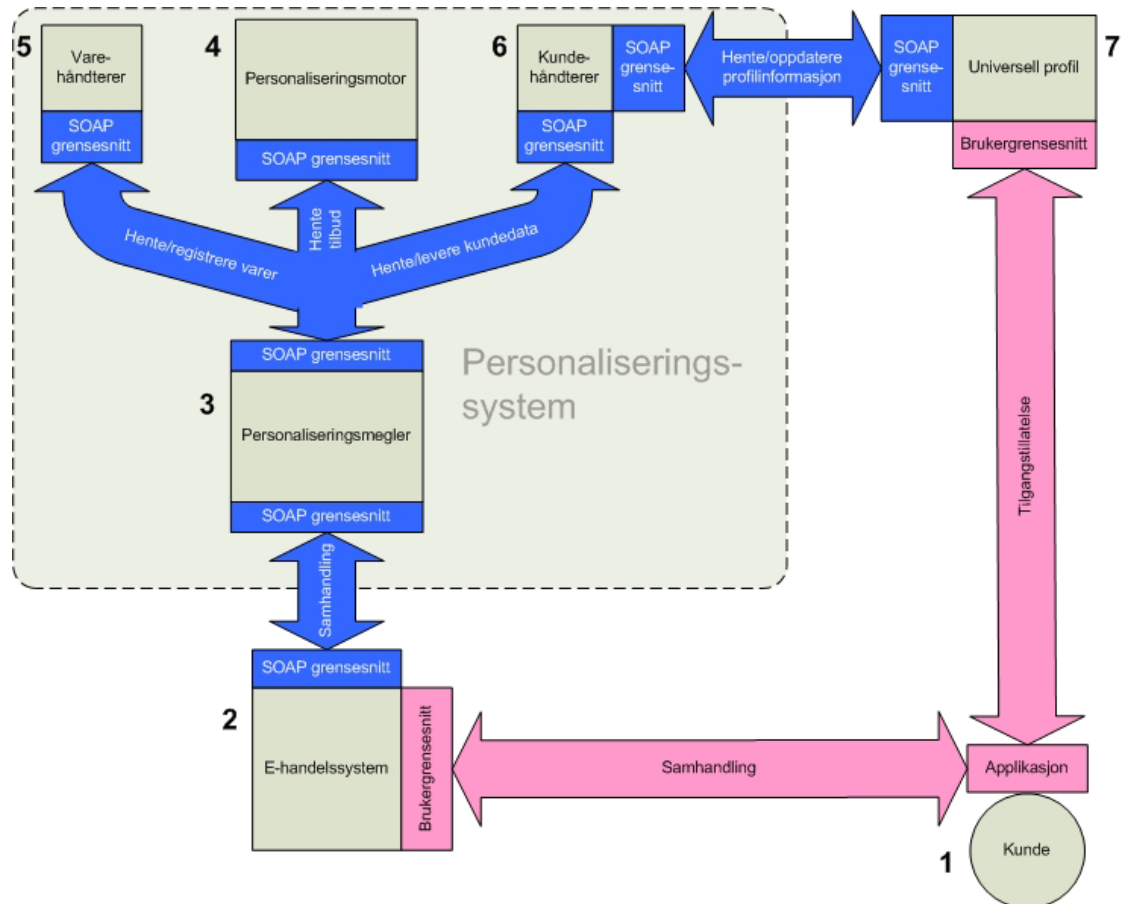 5
Vare-
håndterer
SOAP
grensesnitt
4
Personaliseringsmotor
SOAP grensesnitt
6
Kunde-
håndterer
SOAP
grense-
snitt
SOAP
grensesnitt
Hente/oppdatere
profilinformasjon
SOAP
grense-
snitt
Universell profil
7
Brukergrensesnitt
Hente/registrere varer
Hente
tilbud
Hente/levere kundedata
SOAP grensesnitt
3
Personaliseringsmegler
SOAP grensesnitt
Personaliserings-
system
Tilgangstillatelse
Samhandling
SOAP grensesnitt
2
E-handelssystem
Brukergrensesnitt
Samhandling
Applikasjon
1
Kunde